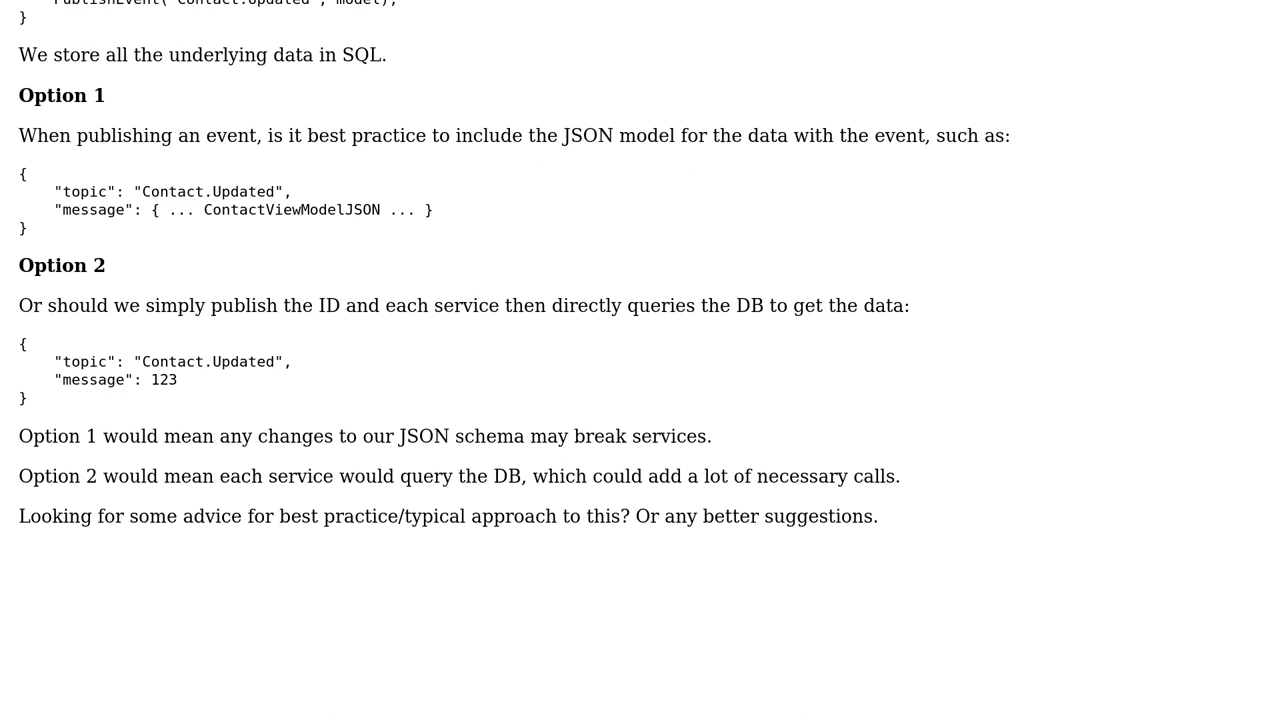 PublishEvent("Contact.Updated", model);
}
We store all the underlying data in SQL.
Option 1
When publishing an event, is it best practice to include the JSON model for the data with the event, such as:
{
    "topic": "Contact.Updated",
    "message": { ... ContactViewModelJSON ... }
}
Option 2
Or should we simply publish the ID and each service then directly queries the DB to get the data:
{
    "topic": "Contact.Updated",
    "message": 123
}
Option 1 would mean any changes to our JSON schema may break services.
Option 2 would mean each service would query the DB, which could add a lot of necessary calls.
Looking for some advice for best practice/typical approach to this? Or any better suggestions.